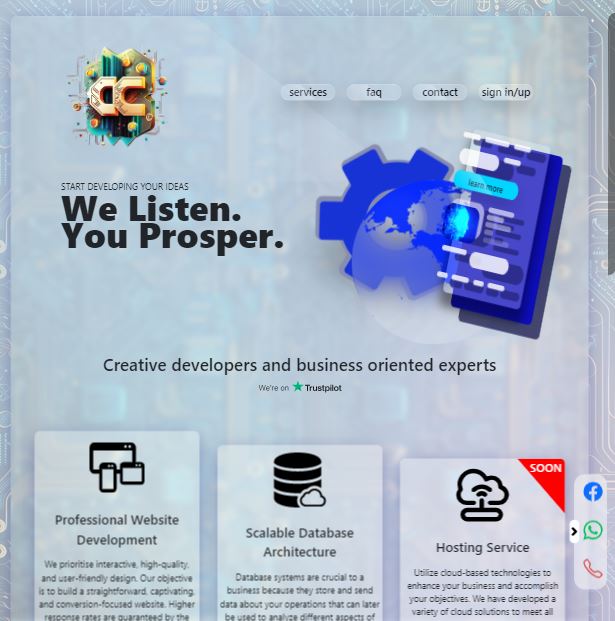 services faq contact sign in/up
START DEVELOPING YOUR IDEAS
We Listen.
You Prosper.
learn more
Creative developers and business oriented experts
We're on Trustpilot
SOON
Professional Website
Development
We prioritise interactive, high-quality,
and user-friendly design. Our objective
is to build a straightforward, captivating,
and conversion-focused website. Higher
response rates are guaranteed by the
Scalable Database
Architecture
Database systems are crucial to a
business because they store and send
data about your operations that can later
be used to analyze different aspects of
Hosting Service
Utilize cloud-based technologies to
enhance your business and accomplish
your objectives. We have developed a
variety of cloud solutions to meet all